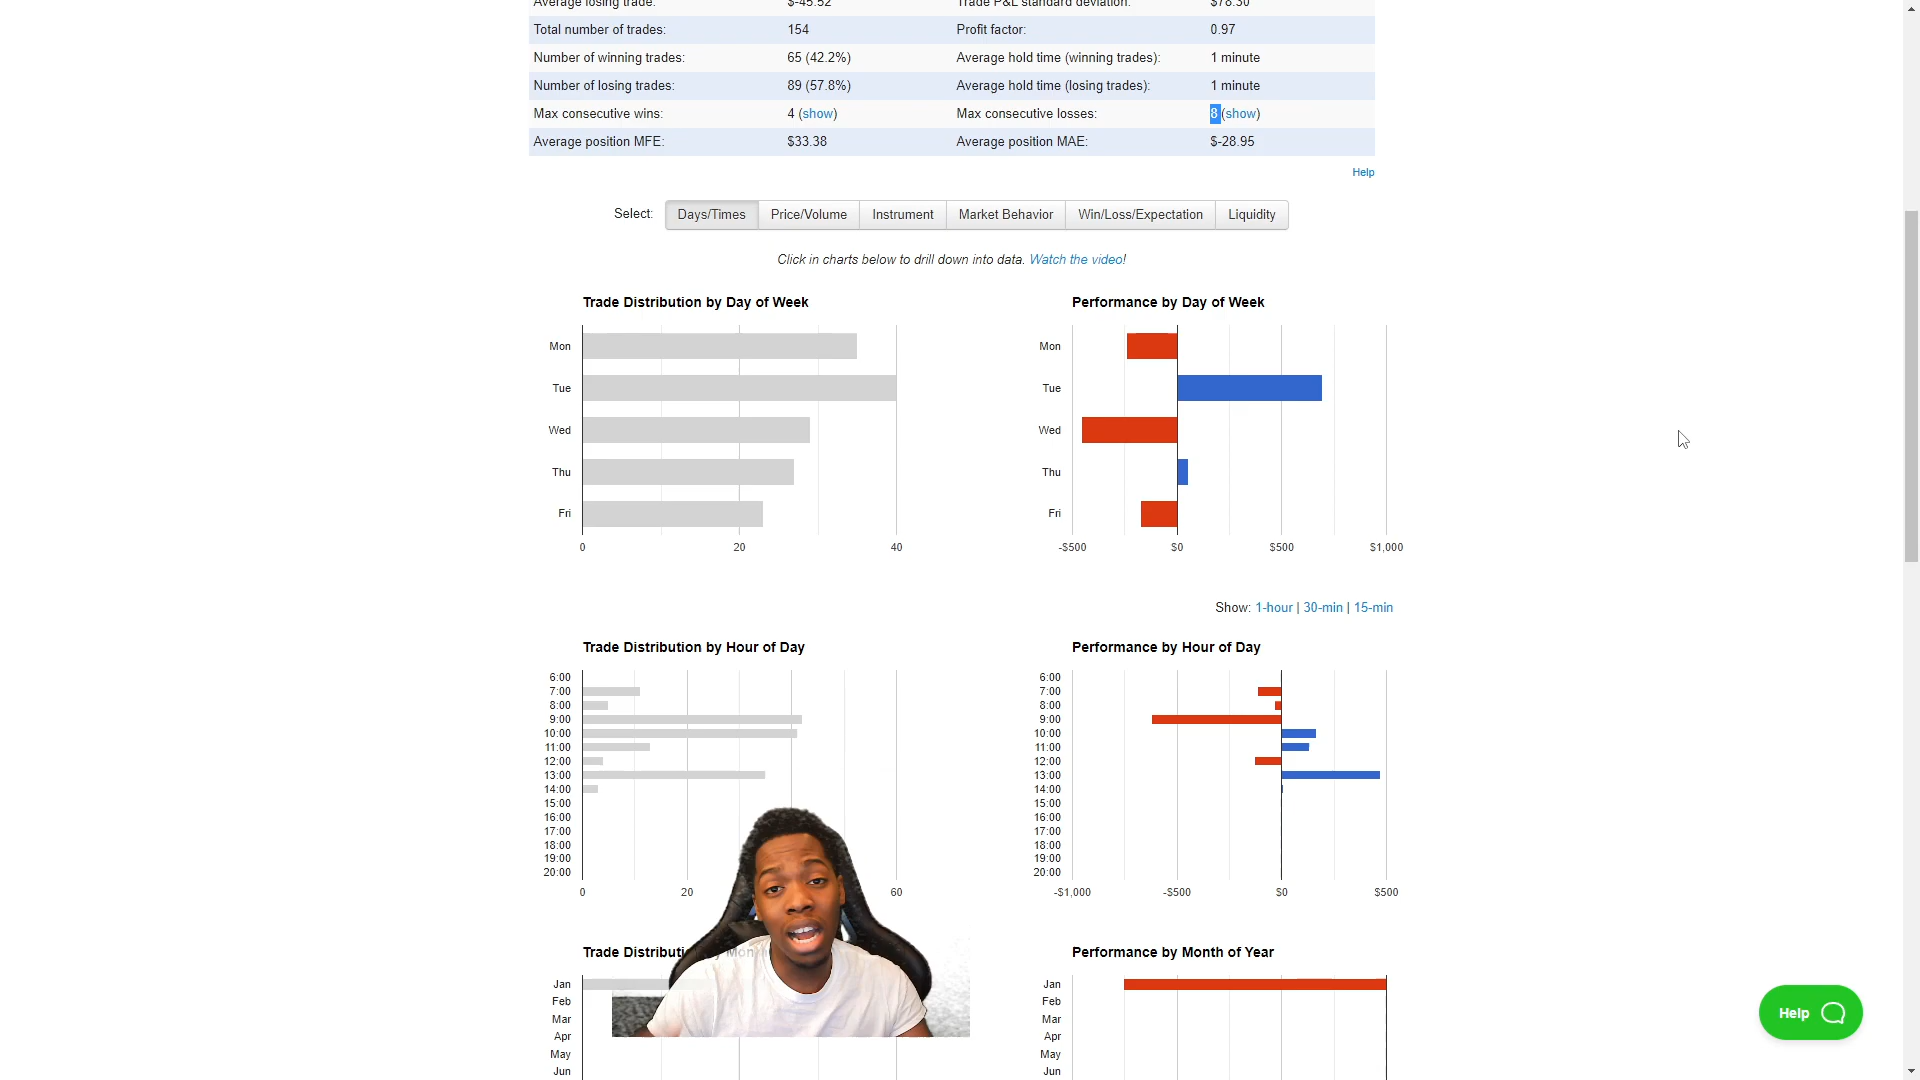 Average losing trade: $-45.52 Trade P&L standard deviation: $78.30
Total number of trades: 154 Profit factor: 0.97
Number of winning trades: 65 (42.2%) Average hold time (winning trades): 1 minute
Number of losing trades: 89 (57.8%) Average hold time (losing trades): 1 minute
Max consecutive wins: 4 (show) Max consecutive losses: 8 (show)
Average position MFE: $33.38 Average position MAE: $-28.95
Help
Select: Days/Times Price/Volume Instrument Market Behavior Win/Loss/Expectation Liquidity
Click in charts below to drill down into data. Watch the video!
Trade Distribution by Day of Week
Mon
Tue
Wed
Thu
Fri
0 20 40
Performance by Day of Week
Mon
Tue
Wed
Thu
Fri
-$500 $0 $500 $1,000
Show: 1-hour | 30-min | 15-min
Trade Distribution by Hour of Day
6:00
7:00
8:00
9:00
10:00
11:00
12:00
13:00
14:00
15:00
16:00
17:00
18:00
19:00
20:00
0 20 60
Performance by Hour of Day
6:00
7:00
8:00
9:00
10:00
11:00
12:00
13:00
14:00
15:00
16:00
17:00
18:00
19:00
20:00
-$1,000 -$500 $0 $500
Trade Distributi y Mon
Jan
Feb
Mar
Apr
May
Jun
Performance by Month of Year
Jan
Feb
Mar
Apr
May
Jun
Help